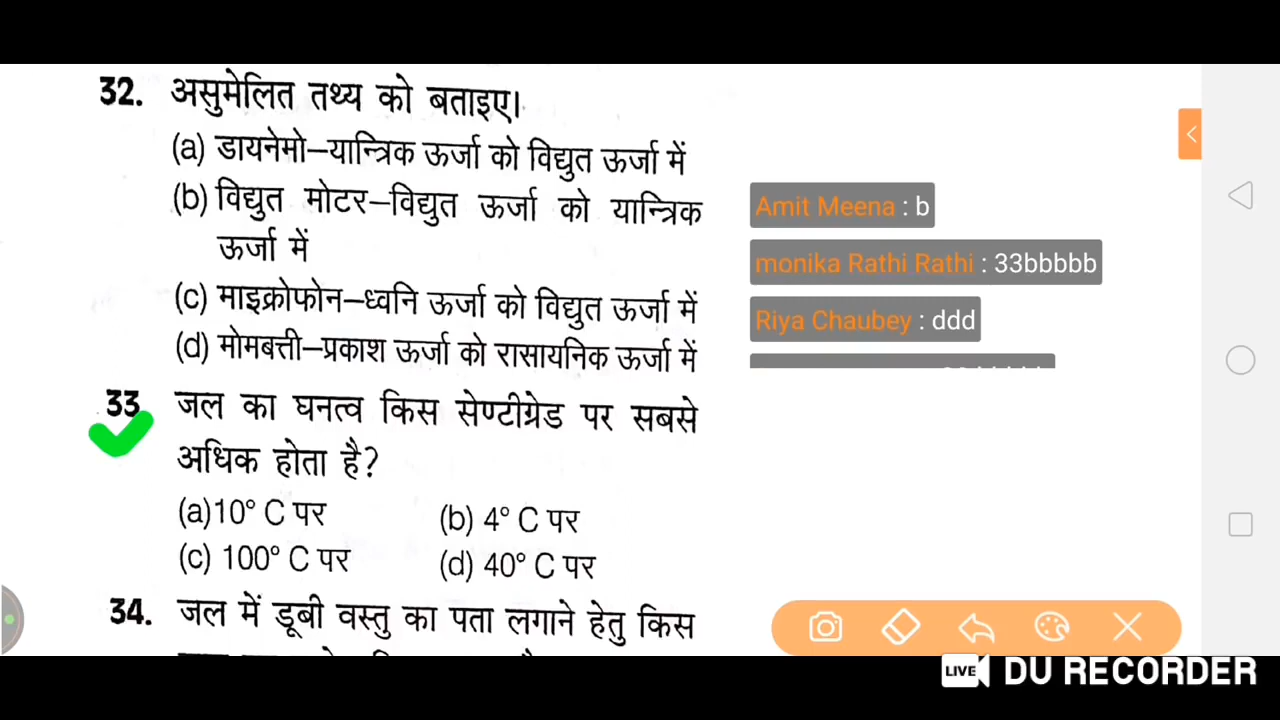 32. असुमेलित तथ्य को बताइए।
(a) डायनेमो–यान्त्रिक ऊर्जा को विद्युत ऊर्जा में
(b) विद्युत मोटर–विद्युत ऊर्जा को यान्त्रिक
ऊर्जा में
(c) माइक्रोफोन–ध्वनि ऊर्जा को विद्युत ऊर्जा में
(d) मोमबत्ती–प्रकाश ऊर्जा को रासायनिक ऊर्जा में
33 जल का घनत्व किस सेण्टीग्रेड पर सबसे
अधिक होता है?
(a)10° C पर (b) 4° C पर
(c) 100° C पर (d) 40° C पर
34. जल में डूबी वस्तु का पता लगाने हेतु किस
Amit Meena : b
monika Rathi Rathi : 33bbbbb
Riya Chaubey : ddd
LIVE DU RECORDER